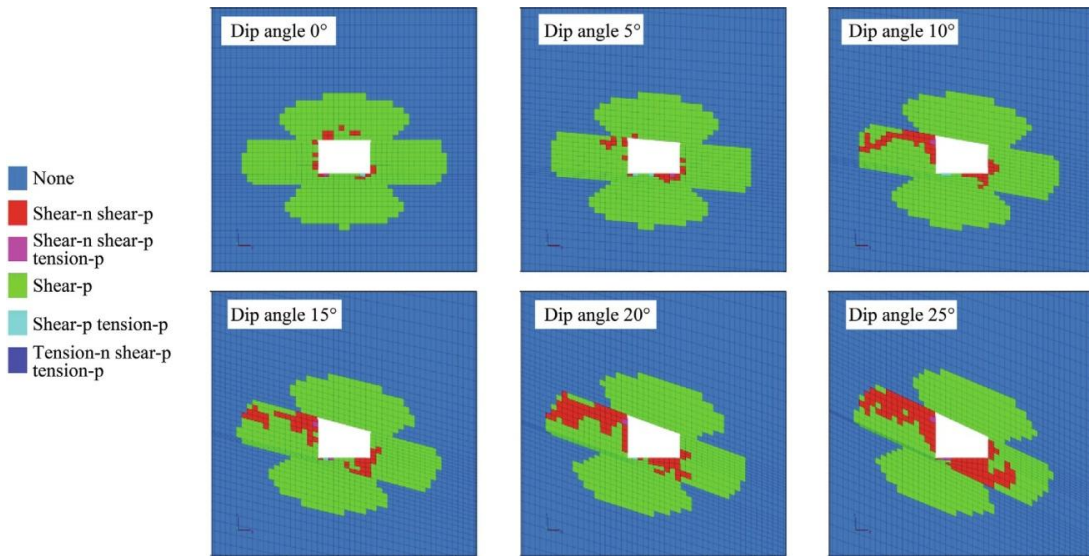 Dip angle 0°
Dip angle 5°
Dip angle 10°
None
Shear-n shear-p
Shear-n shear-p
tension-p
Shear-p
Shear-p tension-p
Tension-n shear-p
tension-p
Dip angle 15°
Dip angle 20°
Dip angle 25°